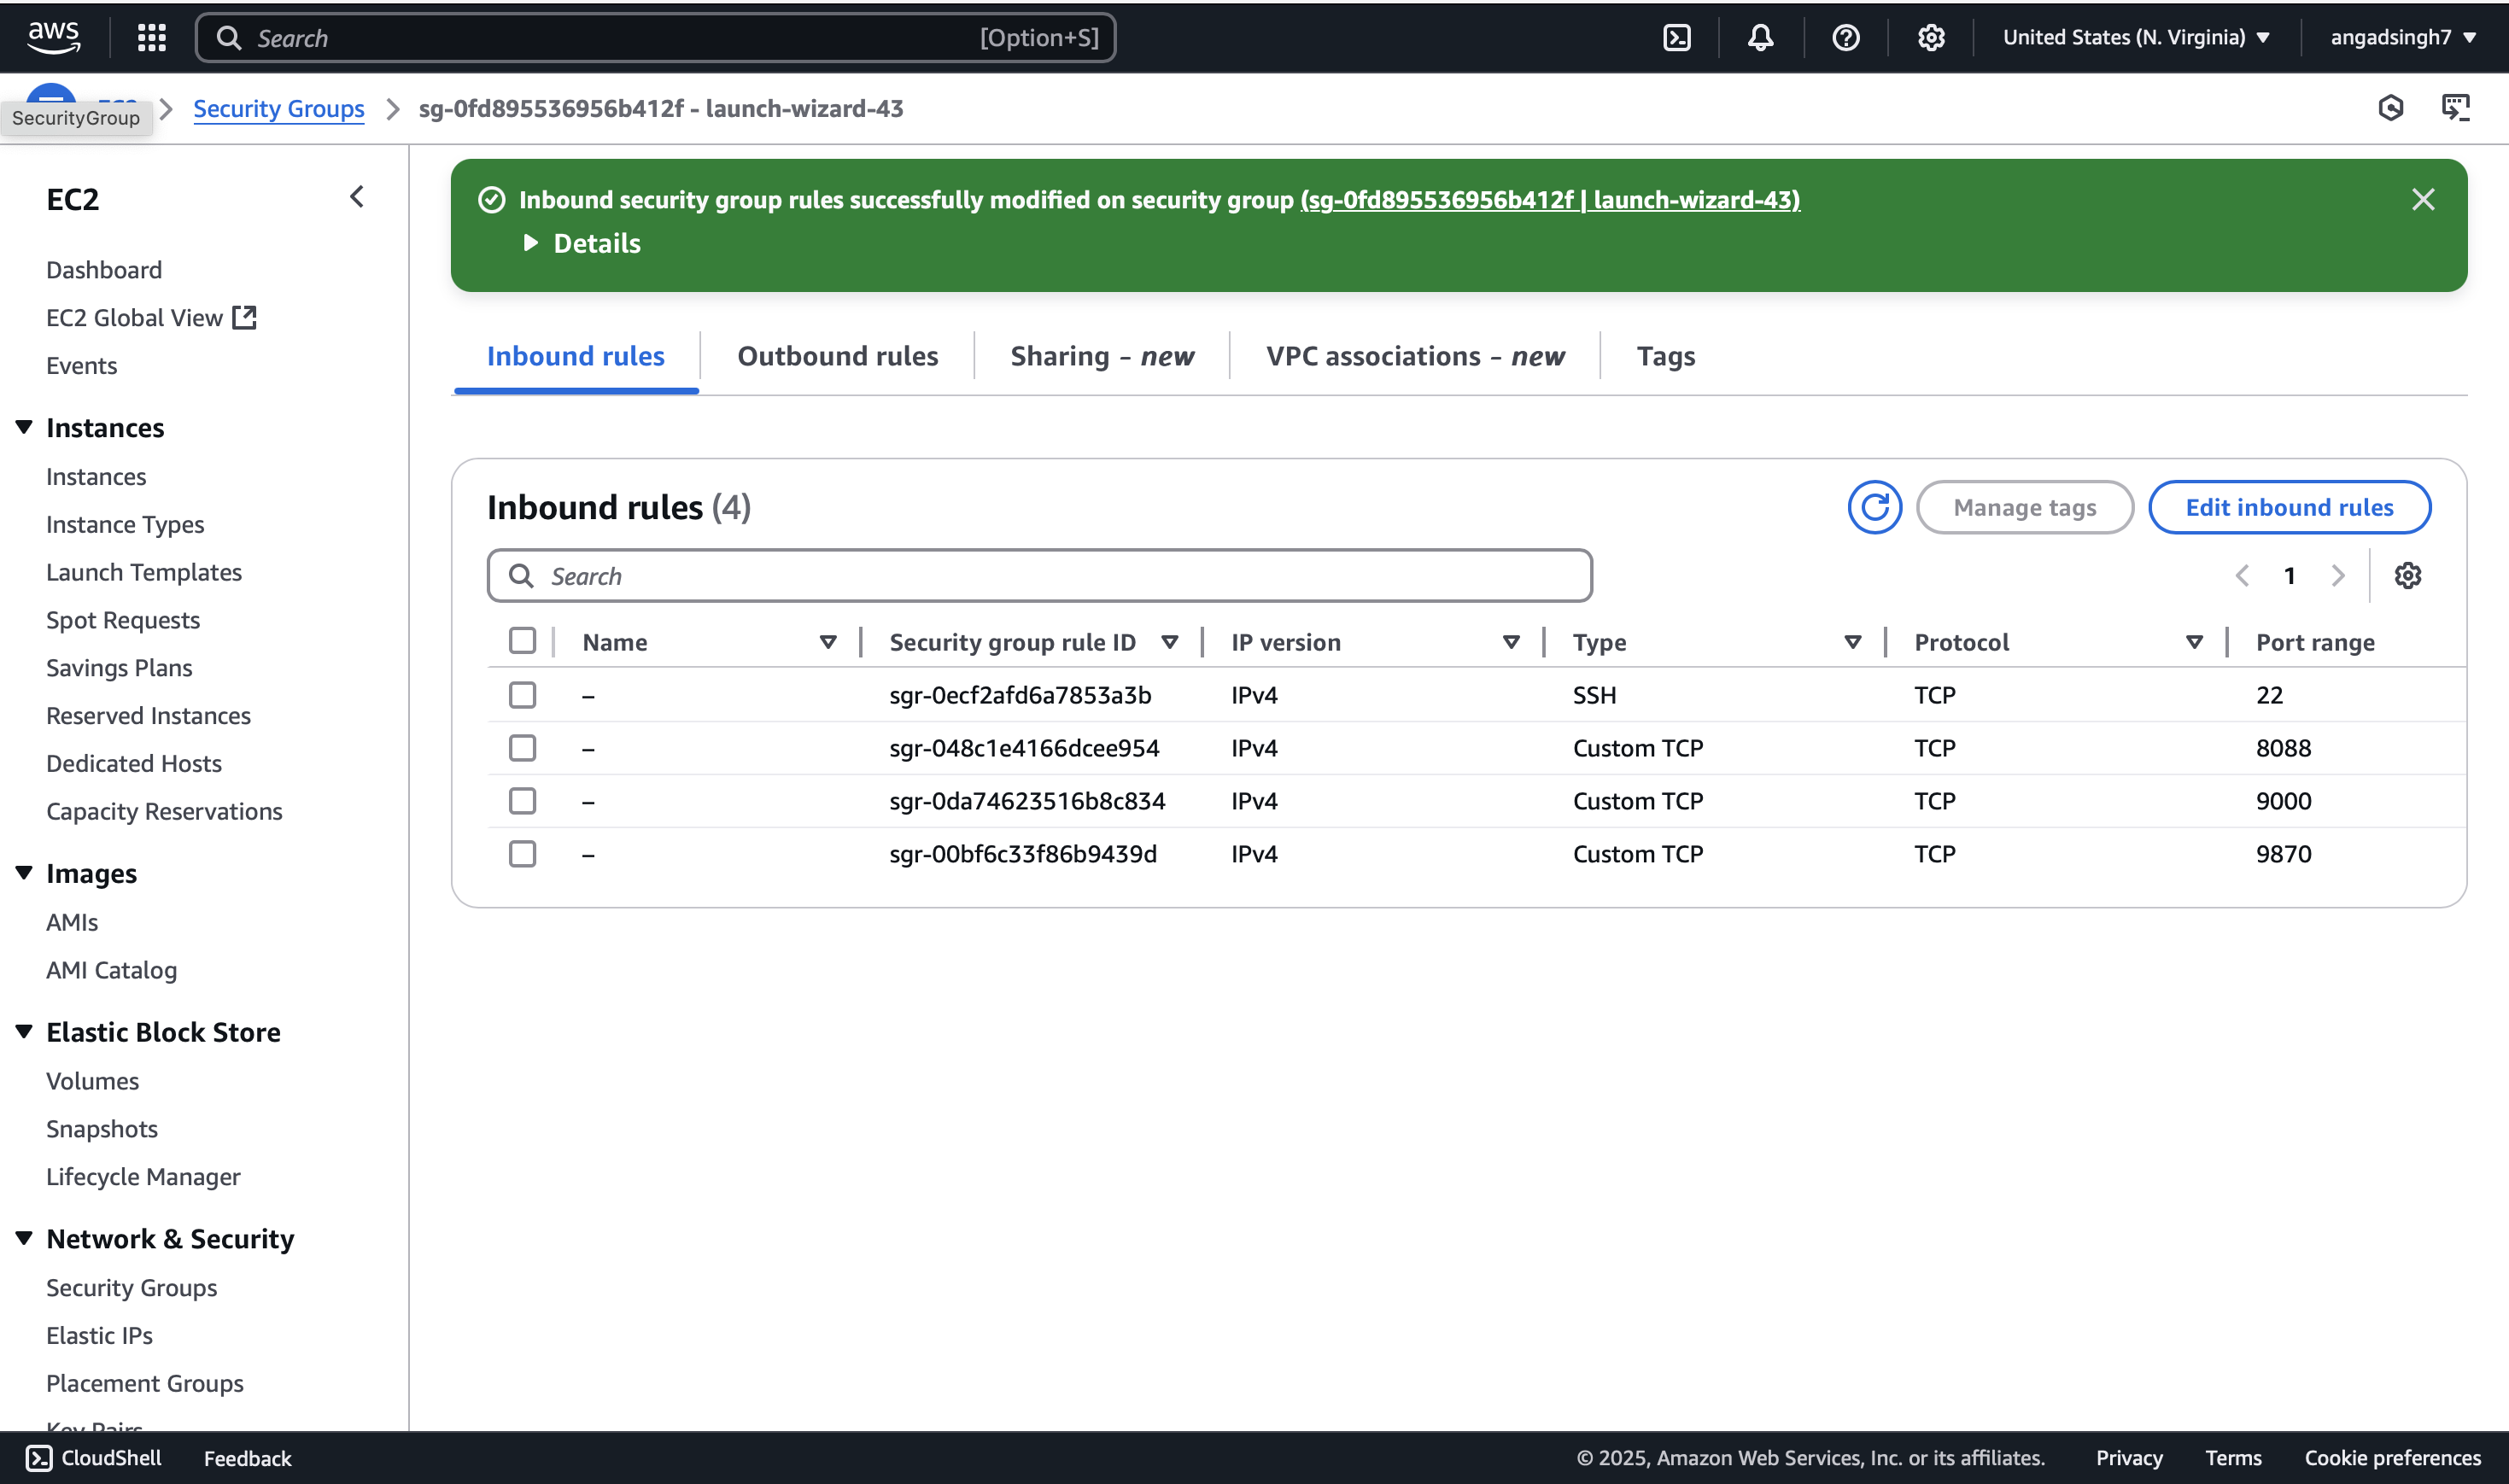 aws
Search [Option+S]
United States (N. Virginia)
angadsingh7
SecurityGroup
Security Groups
sg-0fd895536956b412f - launch-wizard-43
EC2
Dashboard
EC2 Global View
Events
Instances
Instances
Instance Types
Launch Templates
Spot Requests
Savings Plans
Reserved Instances
Dedicated Hosts
Capacity Reservations
Images
AMIs
AMI Catalog
Elastic Block Store
Volumes
Snapshots
Lifecycle Manager
Network & Security
Security Groups
Elastic IPs
Placement Groups
Key Pairs
Inbound security group rules successfully modified on security group (sg-0fd895536956b412f | launch-wizard-43)
Details
Inbound rules
Outbound rules
Sharing - new
VPC associations - new
Tags
Inbound rules (4)
Manage tags
Edit inbound rules
Search
1
Name Security group rule ID IP version Type Protocol Port range
– sgr-0ecf2afd6a7853a3b IPv4 SSH TCP 22
– sgr-048c1e4166dcee954 IPv4 Custom TCP TCP 8088
– sgr-0da74623516b8c834 IPv4 Custom TCP TCP 9000
– sgr-00bf6c33f86b9439d IPv4 Custom TCP TCP 9870
CloudShell
Feedback
© 2025, Amazon Web Services, Inc. or its affiliates.
Privacy
Terms
Cookie preferences